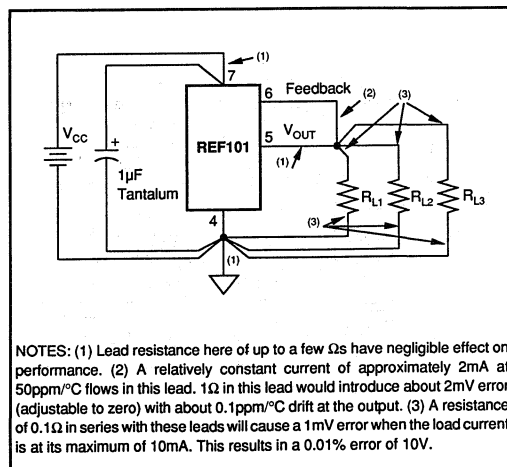 (1)
7
6 Feedback
(2)
(3)
V_CC
+
1µF
Tantalum
REF101
5 V_OUT
(1)
R_L1
R_L2
R_L3
4
(3)
(1)
NOTES: (1) Lead resistance here of up to a few Ωs have negligible effect on
performance. (2) A relatively constant current of approximately 2mA at
50ppm/°C flows in this lead. 1Ω in this lead would introduce about 2mV error
(adjustable to zero) with about 0.1ppm/°C drift at the output. (3) A resistance
of 0.1Ω in series with these leads will cause a 1mV error when the load current
is at its maximum of 10mA. This results in a 0.01% error of 10V.